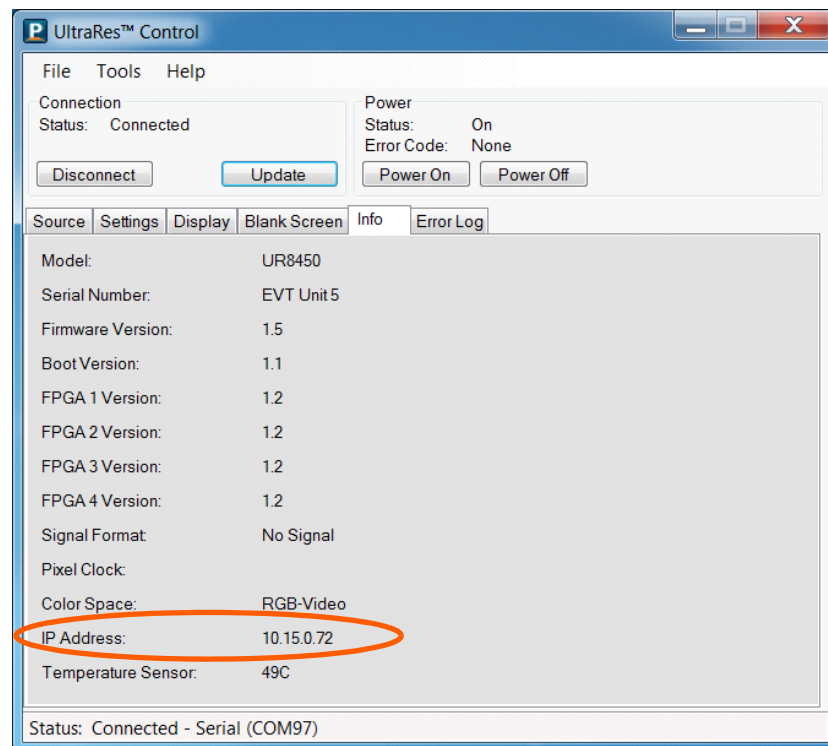 P UltraRes™ Control
File Tools Help
Connection
Status: Connected
Disconnect Update
Power
Status: On
Error Code: None
Power On Power Off
Source Settings Display Blank Screen Info Error Log
Model: UR8450
Serial Number: EVT Unit 5
Firmware Version: 1.5
Boot Version: 1.1
FPGA 1 Version: 1.2
FPGA 2 Version: 1.2
FPGA 3 Version: 1.2
FPGA 4 Version: 1.2
Signal Format: No Signal
Pixel Clock:
Color Space: RGB-Video
IP Address: 10.15.0.72
Temperature Sensor: 49C
Status: Connected - Serial (COM97)